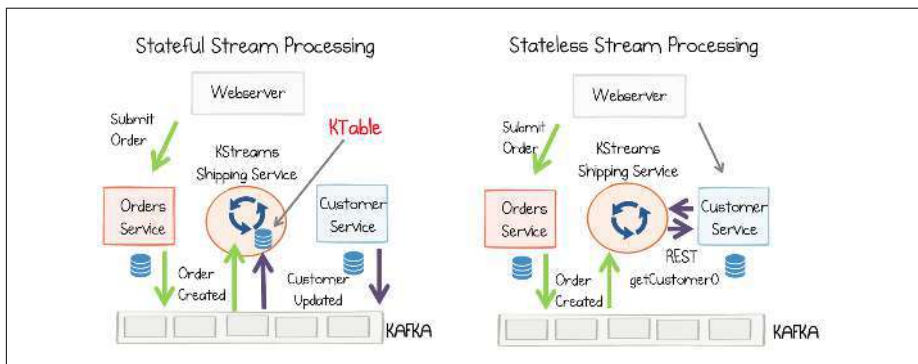 Stateful Stream Processing
Webserver
Submit
Order
KTable
KStreams
Shipping Service
Orders
Service
Customer
Service
Order
Created
Customer
Updated
KAFKA
Stateless Stream Processing
Webserver
Submit
Order
KStreams
Shipping Service
Orders
Service
Customer
Service
REST
getCustomer()
Order
Created
KAFKA